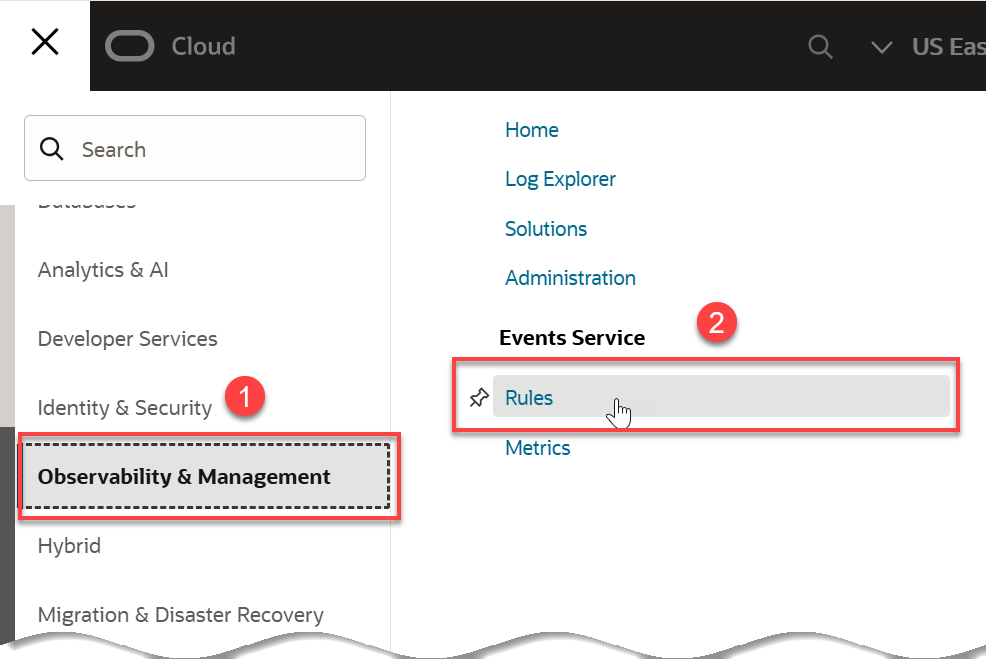 Cloud
US Eas
Search
Databases
Analytics & AI
Developer Services
Identity & Security
1
Observability & Management
Hybrid
Migration & Disaster Recovery
Home
Log Explorer
Solutions
Administration
Events Service
2
Rules
Metrics